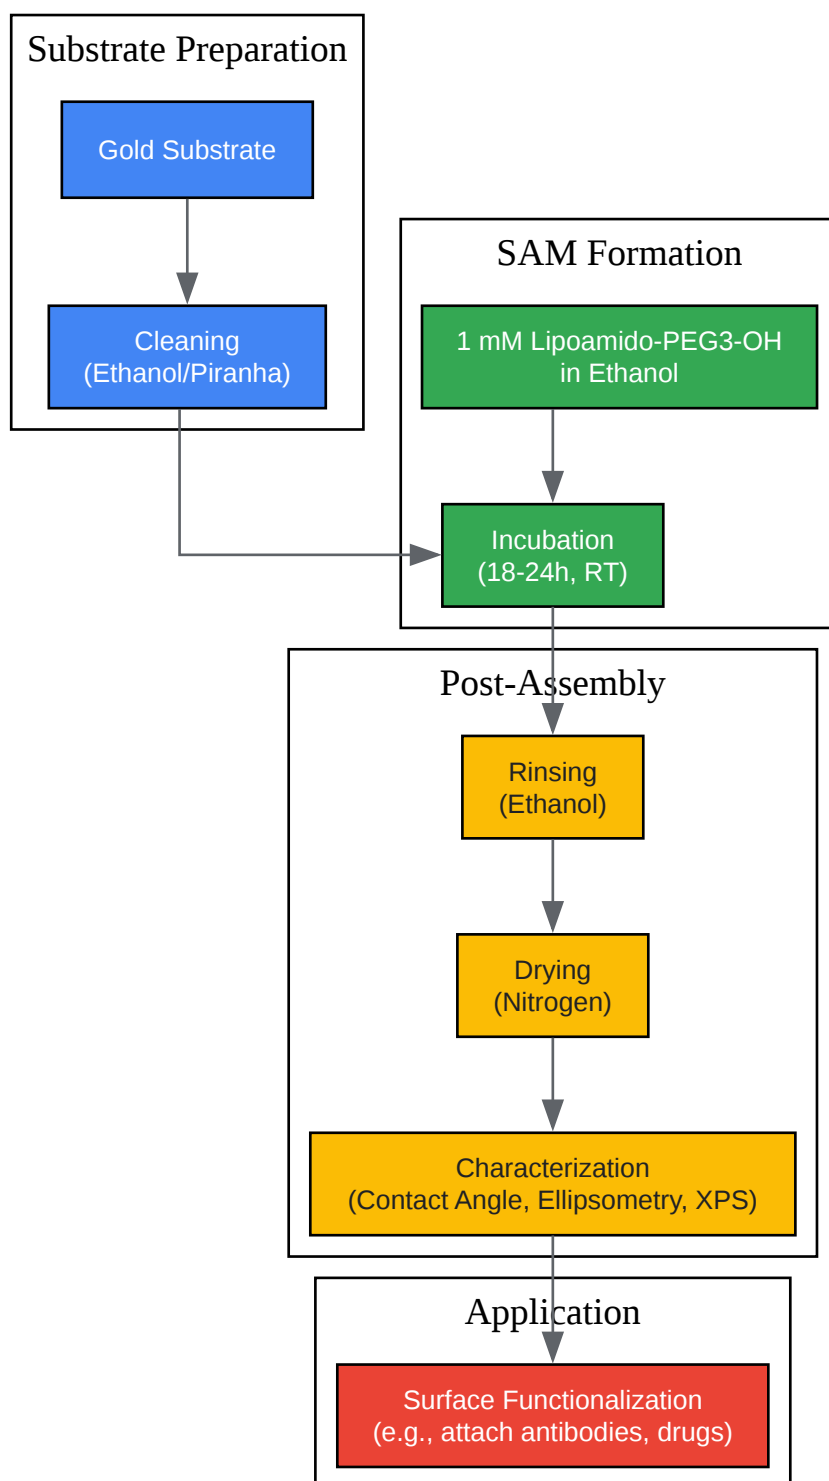 Substrate Preparation
Gold Substrate
Cleaning
(Ethanol/Piranha)
SAM Formation
1 mM Lipoamido-PEG3-OH
in Ethanol
Incubation
(18-24h, RT)
Post-Assembly
Rinsing
(Ethanol)
Drying
(Nitrogen)
Characterization
(Contact Angle, Ellipsometry, XPS)
Application
Surface Functionalization
(e.g., attach antibodies, drugs)